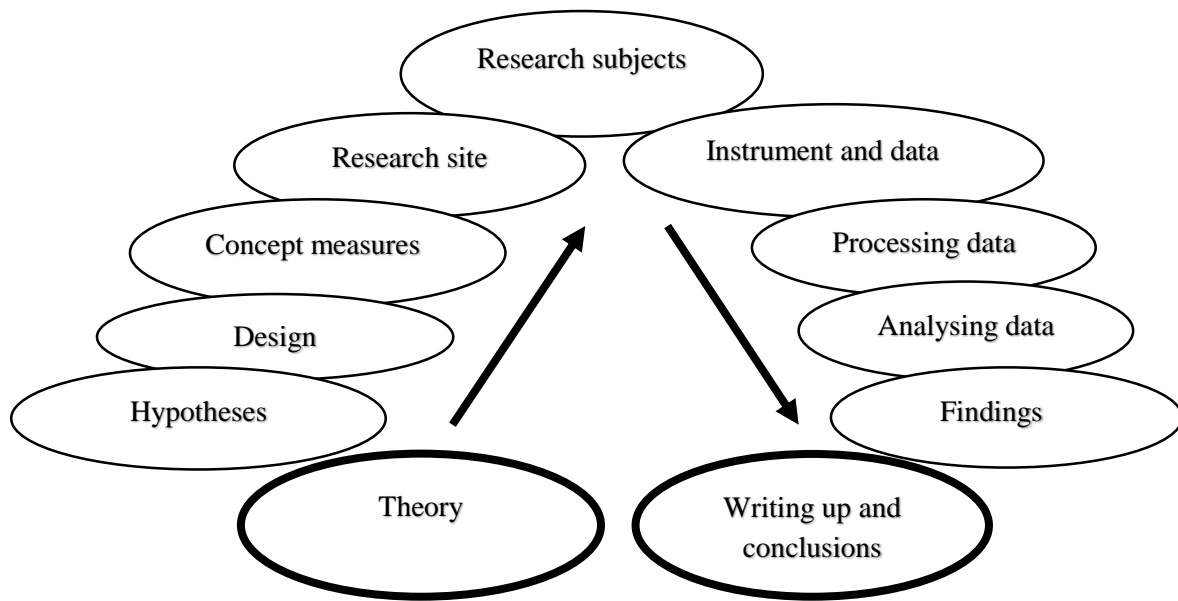 Research subjects
Research site
Instrument and data
Concept measures
Processing data
Design
Analysing data
Hypotheses
Findings
Theory
Writing up and
conclusions